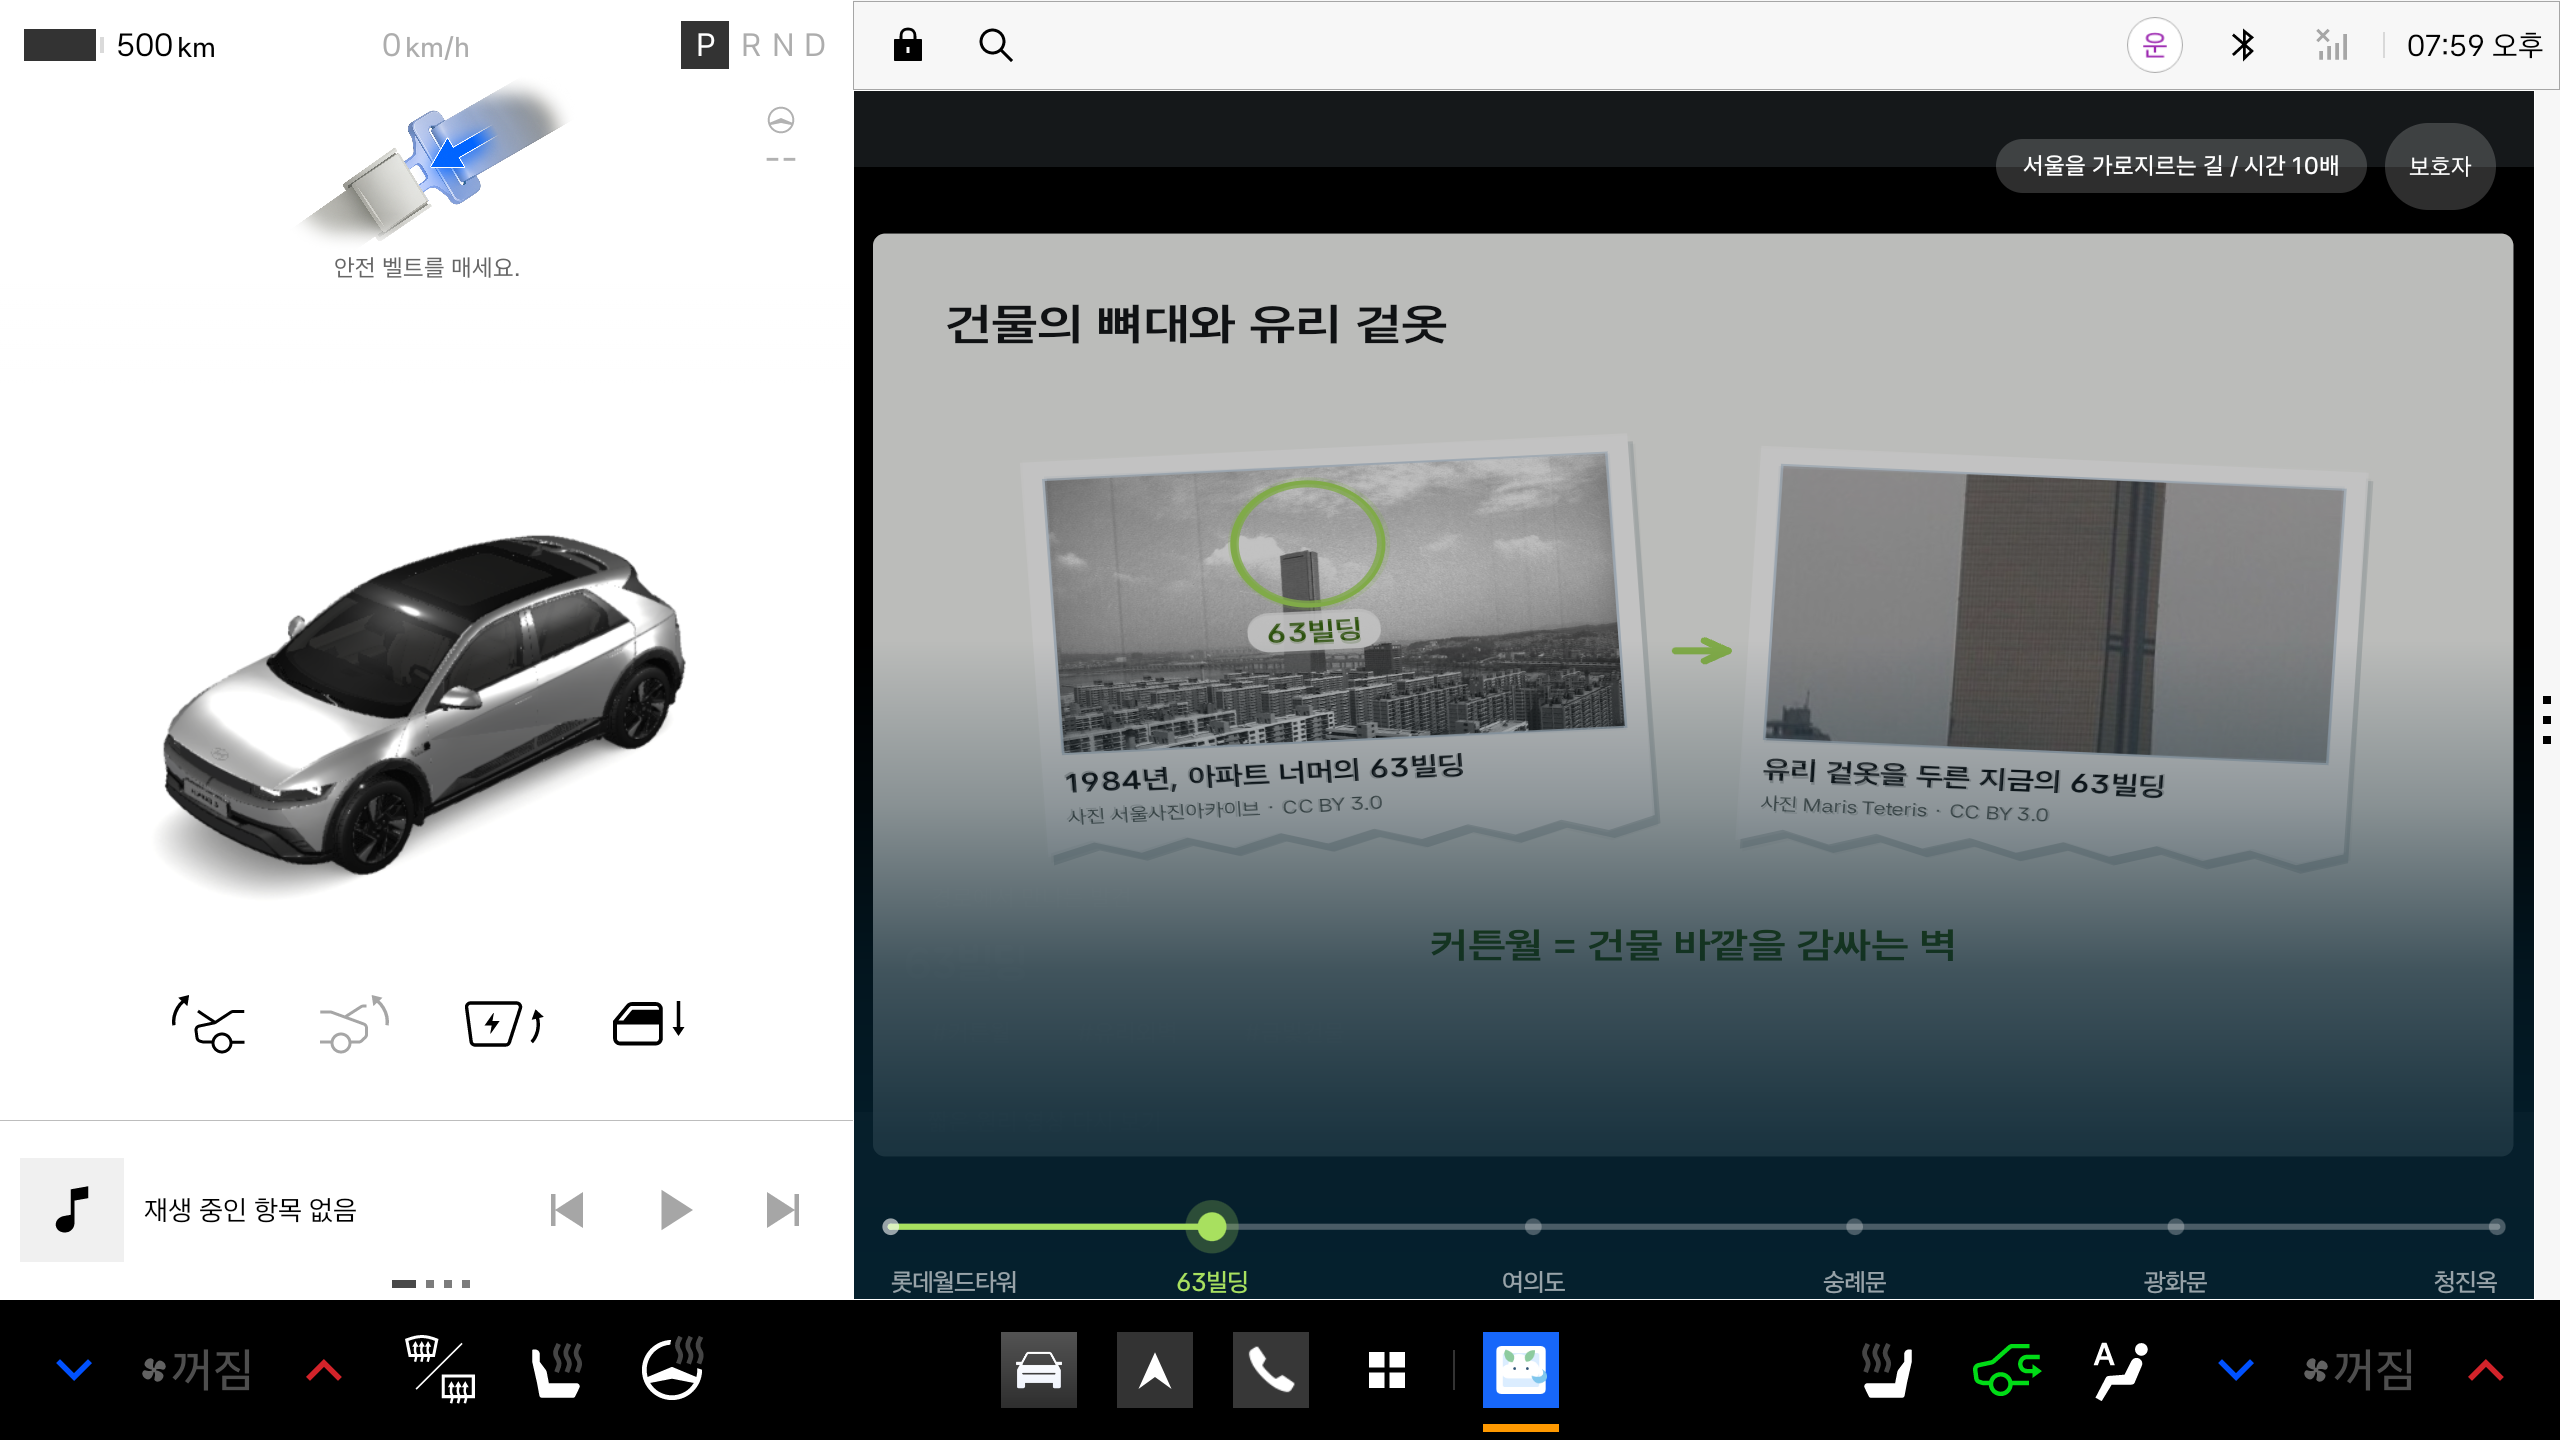 500 km
0 km/h
P R N D
안전 벨트를 매세요.
재생 중인 항목 없음
운
07:59 오후
서울을 가로지르는 길 / 시간 10배
보호자
건물의 뼈대와 유리 겉옷
63빌딩
1984년, 아파트 너머의 63빌딩
사진 서울사진아카이브 · CC BY 3.0
유리 겉옷을 두른 지금의 63빌딩
사진 Maris Teteris · CC BY 3.0
커튼월 = 건물 바깥을 감싸는 벽
롯데월드타워
63빌딩
여의도
숭례문
광화문
청진옥
꺼짐
A
꺼짐